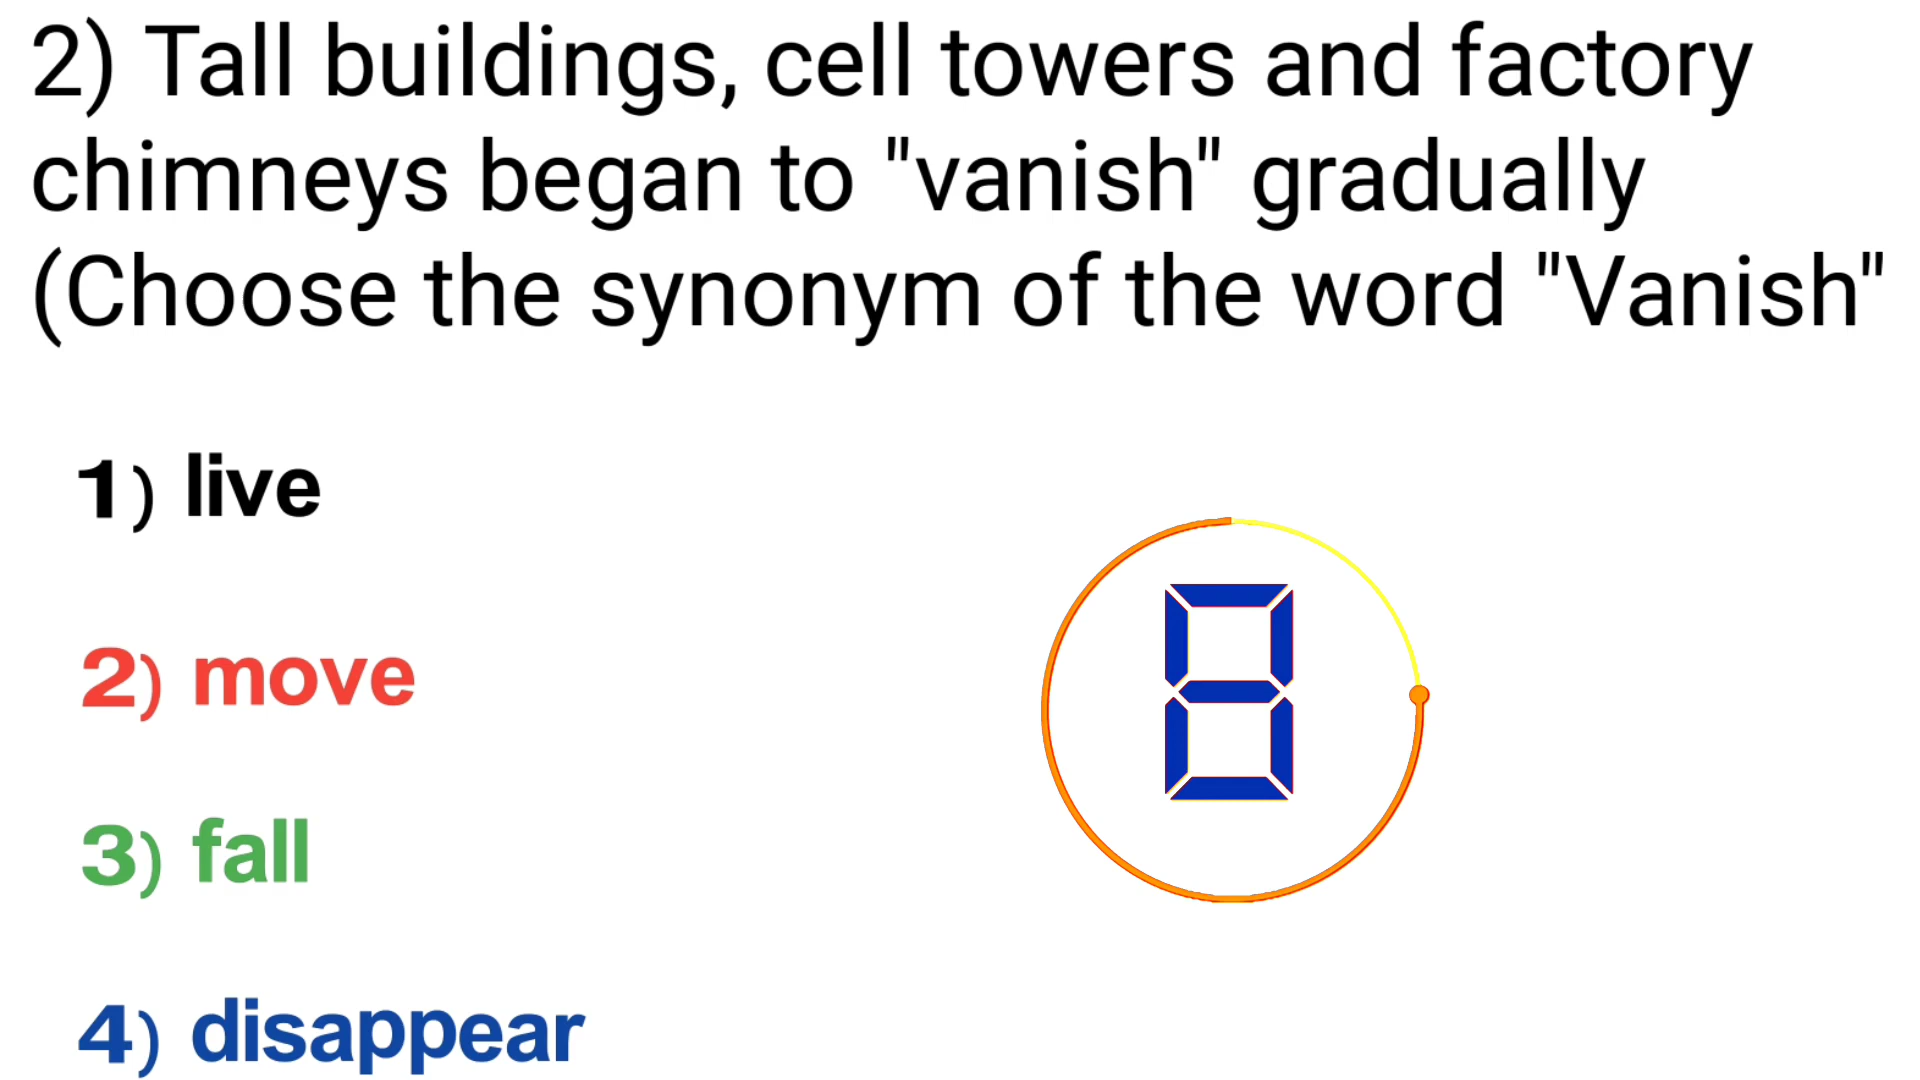 2) Tall buildings, cell towers and factory
chimneys began to "vanish" gradually
(Choose the synonym of the word "Vanish"
1) live
2) move
3) fall
4) disappear
8